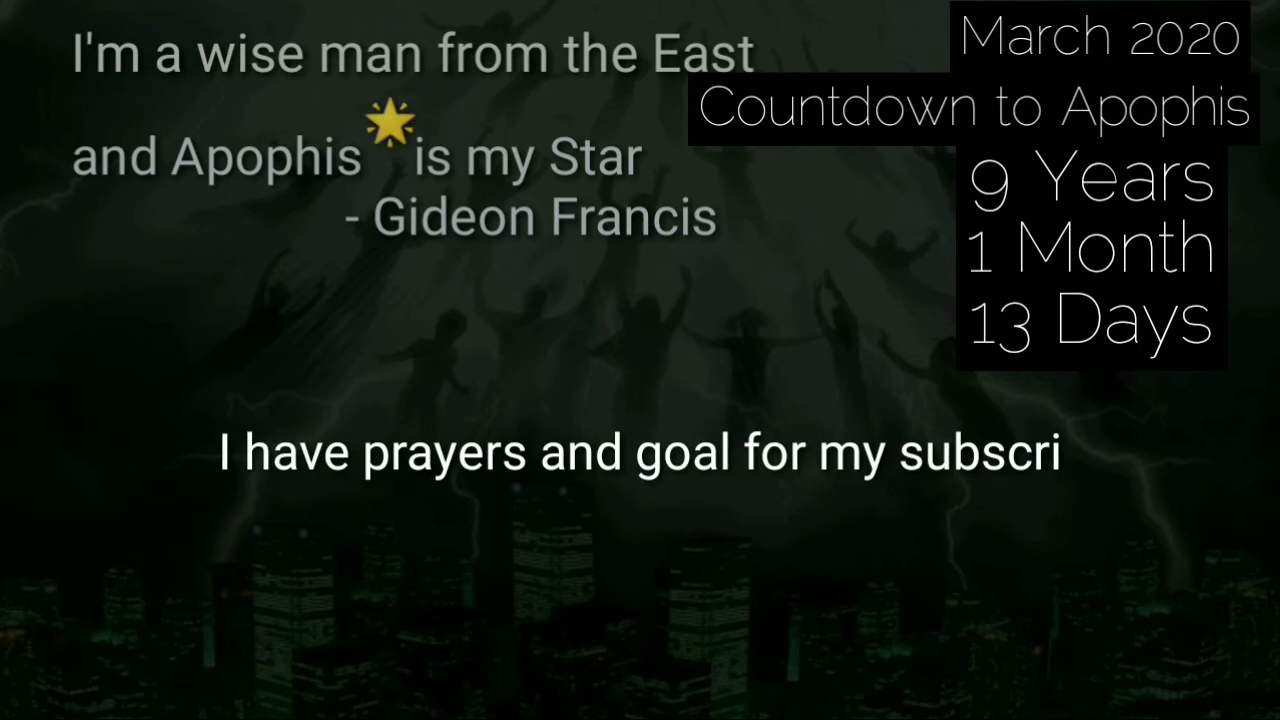 I'm a wise man from the East
and Apophis🌟is my Star
- Gideon Francis
March 2020
Countdown to Apophis
9 Years
1 Month
13 Days
I have prayers and goal for my subscri